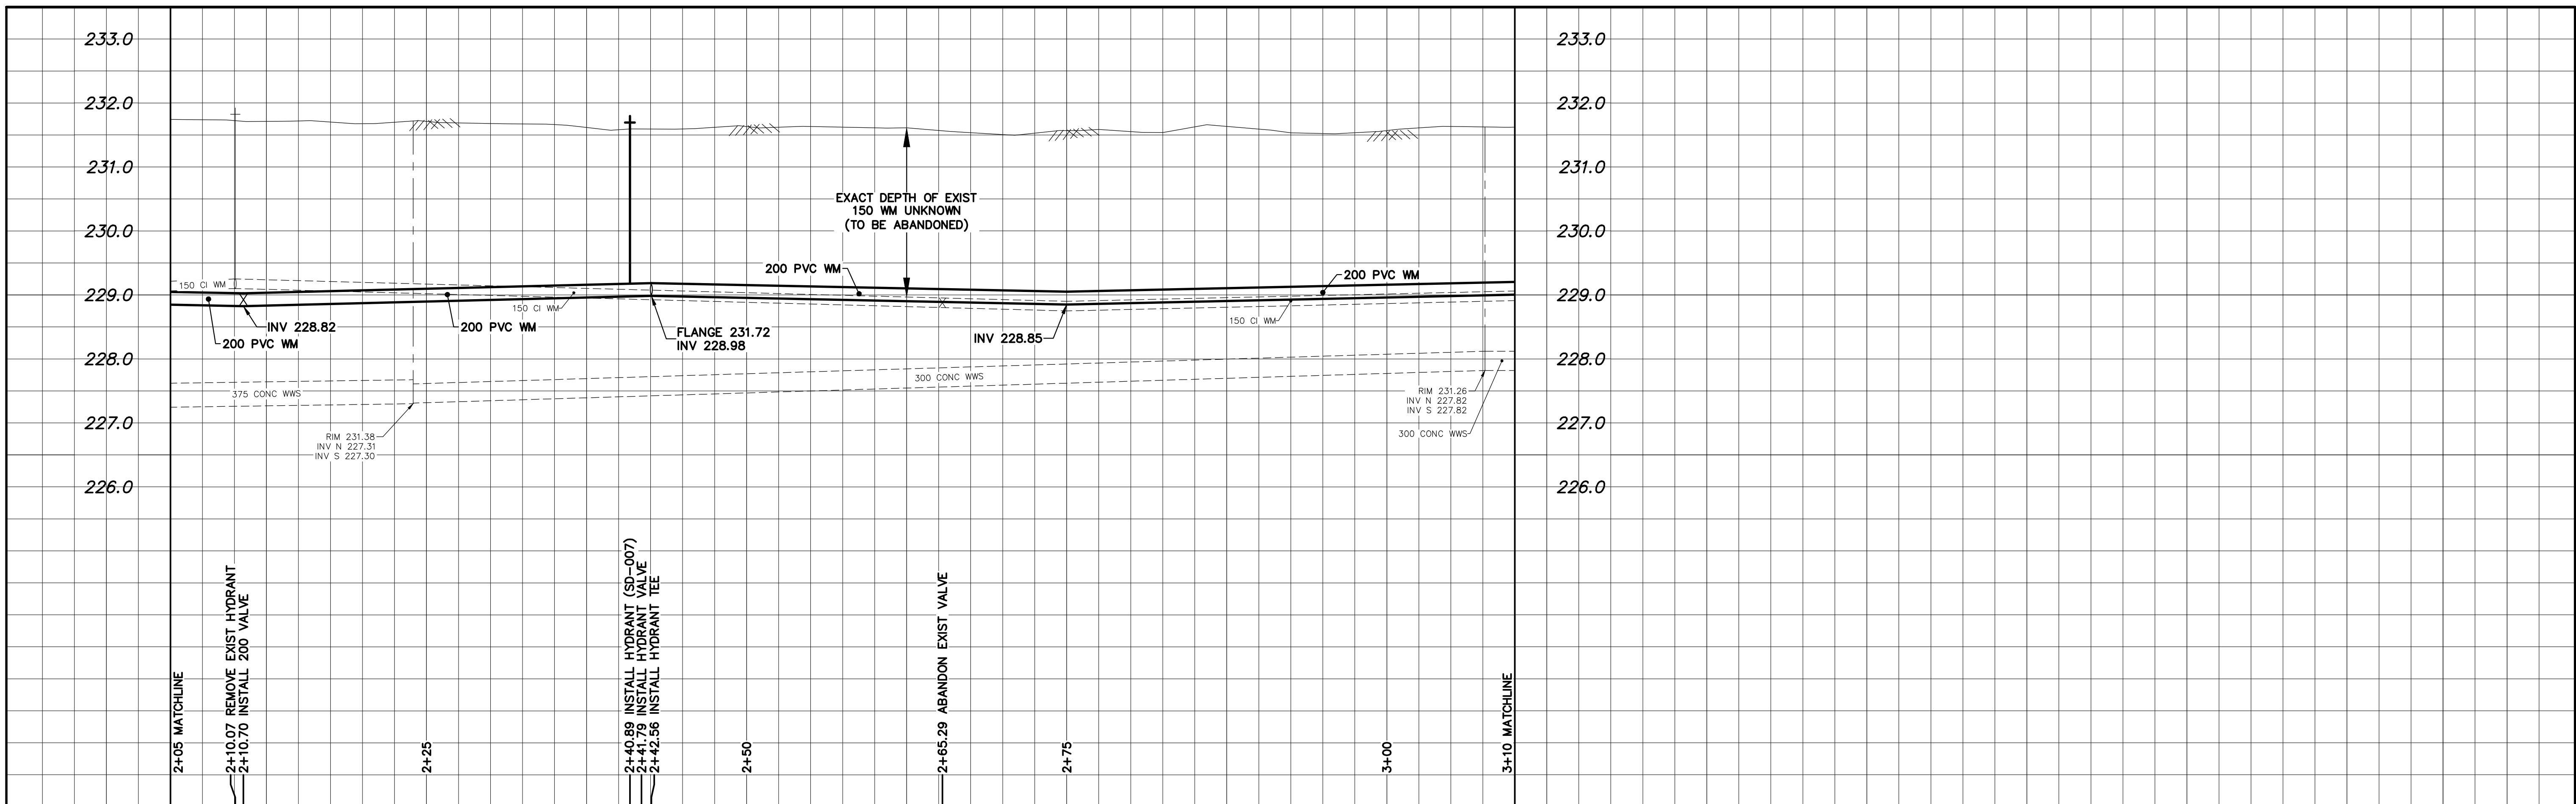 233.0
233.0
232.0
232.0
231.0
231.0
EXACT DEPTH OF EXIST
150 WM UNKNOWN
(TO BE ABANDONED)
230.0
230.0
200 PVC WM
200 PVC WM
150 CI WM
229.0
229.0
150 CI WM
150 CI WM
INV 228.82
200 PVC WM
200 PVC WM
FLANGE 231.72
INV 228.98
INV 228.85
228.0
228.0
300 CONC WWS
375 CONC WWS
RIM 231.26
INV N 227.82
INV S 227.82
227.0
227.0
300 CONC WWS
RIM 231.38
INV N 227.31
INV S 227.30
226.0
226.0
2+05 MATCHLINE
2+10.07 REMOVE EXIST HYDRANT
2+10.70 INSTALL 200 VALVE
2+25
2+40.89 INSTALL HYDRANT (SD-007)
2+41.79 INSTALL HYDRANT VALVE
2+42.56 INSTALL HYDRANT TEE
2+50
2+65.29 ABANDON EXIST VALVE
2+75
3+00
3+10 MATCHLINE